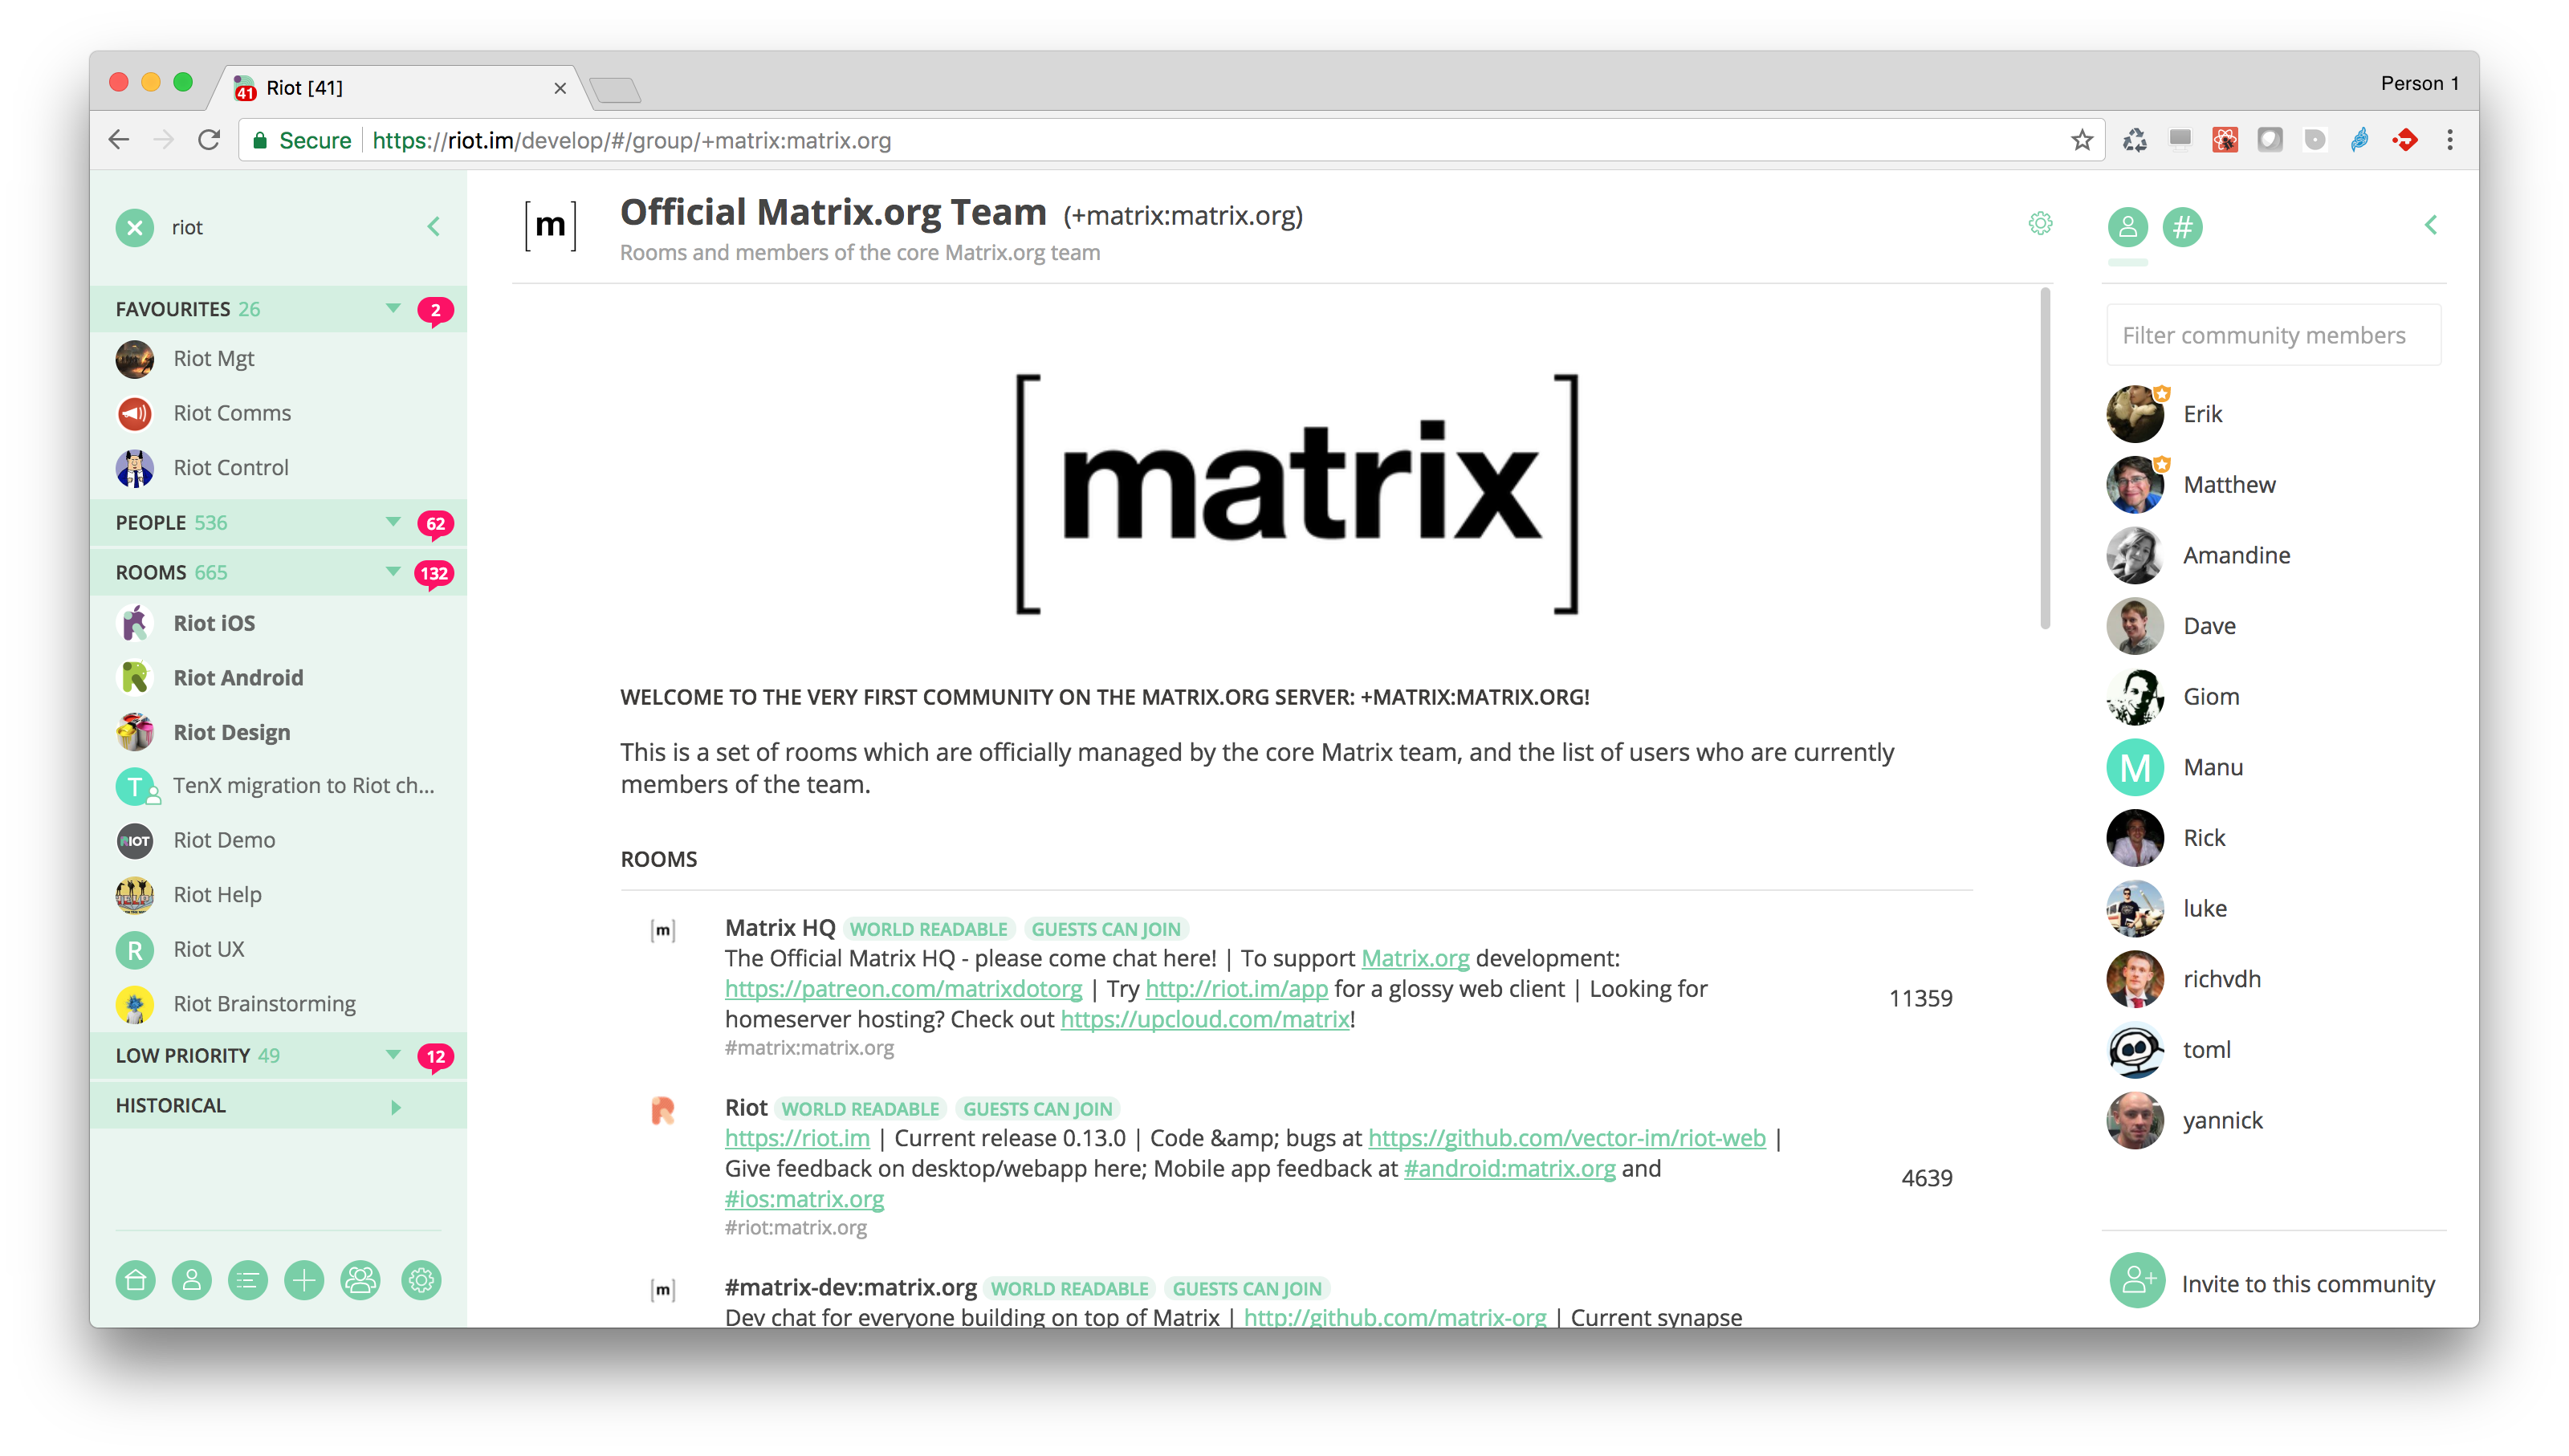 41 Riot [41]
Person 1
Secure https://riot.im/develop/#/group/+matrix:matrix.org
riot
FAVOURITES 26 2
Riot Mgt
Riot Comms
Riot Control
PEOPLE 536 62
ROOMS 665 132
Riot iOS
Riot Android
Riot Design
T TenX migration to Riot ch...
RIOT Riot Demo
Riot Help
R Riot UX
Riot Brainstorming
LOW PRIORITY 49 12
HISTORICAL
[m] Official Matrix.org Team (+matrix:matrix.org)
Rooms and members of the core Matrix.org team
[matrix]
WELCOME TO THE VERY FIRST COMMUNITY ON THE MATRIX.ORG SERVER: +MATRIX:MATRIX.ORG!
This is a set of rooms which are officially managed by the core Matrix team, and the list of users who are currently
members of the team.
ROOMS
[m] Matrix HQ WORLD READABLE GUESTS CAN JOIN
The Official Matrix HQ - please come chat here! | To support Matrix.org development:
https://patreon.com/matrixdotorg | Try http://riot.im/app for a glossy web client | Looking for
homeserver hosting? Check out https://upcloud.com/matrix!
11359
#matrix:matrix.org
Riot WORLD READABLE GUESTS CAN JOIN
https://riot.im | Current release 0.13.0 | Code &amp; bugs at https://github.com/vector-im/riot-web |
Give feedback on desktop/webapp here; Mobile app feedback at #android:matrix.org and
#ios:matrix.org
4639
#riot:matrix.org
[m] #matrix-dev:matrix.org WORLD READABLE GUESTS CAN JOIN
Dev chat for everyone building on top of Matrix | http://github.com/matrix-org | Current synapse
#
Filter community members
Erik
Matthew
Amandine
Dave
Giom
M Manu
Rick
luke
richvdh
toml
yannick
Invite to this community